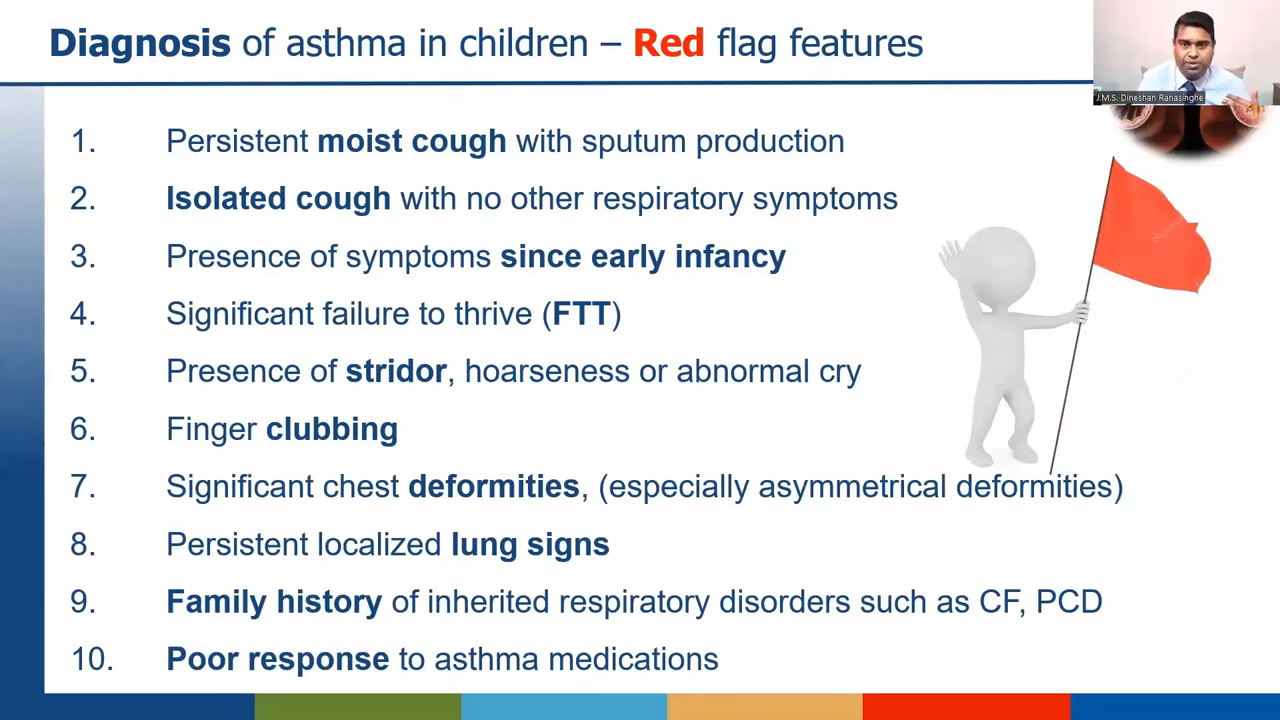 Diagnosis of asthma in children – Red flag features
J.M.S. Dineshan Ranasinghe
1. Persistent moist cough with sputum production
2. Isolated cough with no other respiratory symptoms
3. Presence of symptoms since early infancy
4. Significant failure to thrive (FTT)
5. Presence of stridor, hoarseness or abnormal cry
6. Finger clubbing
7. Significant chest deformities, (especially asymmetrical deformities)
8. Persistent localized lung signs
9. Family history of inherited respiratory disorders such as CF, PCD
10. Poor response to asthma medications